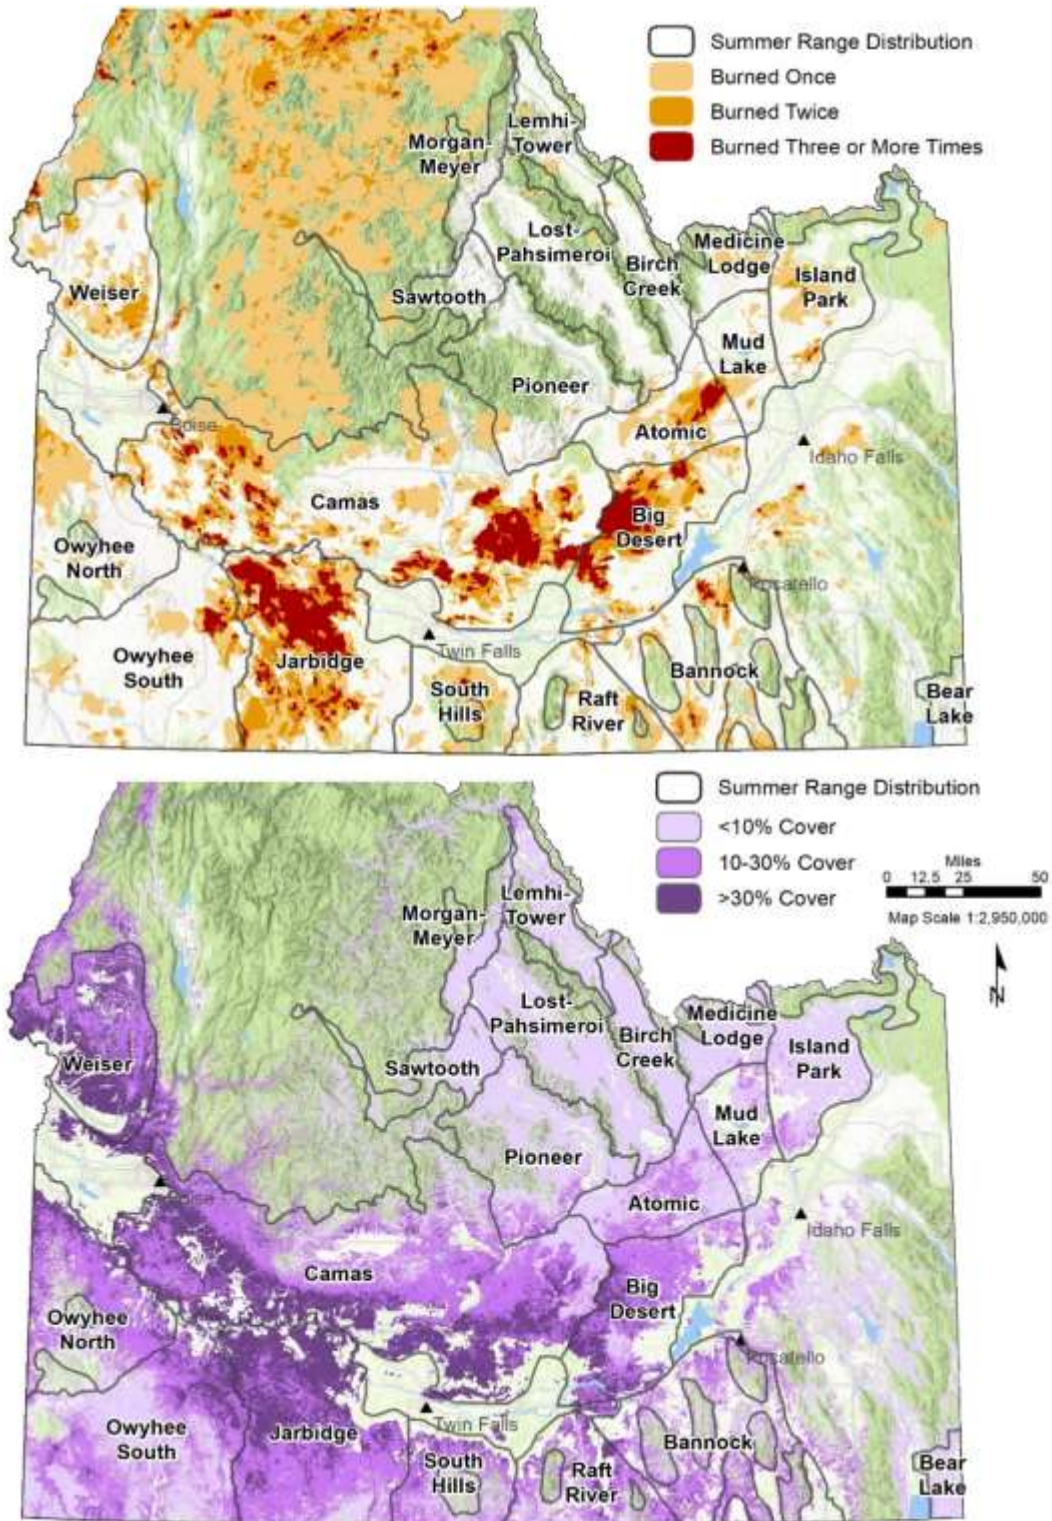 Summer Range Distribution
Burned Once
Burned Twice
Burned Three or More Times
Lemhi-
Tower
Morgan-
Meyer
Lost-
Pahsimeroi
Medicine
Lodge
Birch
Creek
Island
Park
Weiser
Sawtooth
Mud
Lake
Pioneer
Boise
Atomic
Idaho Falls
Camas
Big
Desert
Owyhee
North
Pocatello
Owyhee
South
Jarbidge
Twin Falls
South
Hills
Raft
River
Bannock
Bear
Lake
Summer Range Distribution
<10% Cover
10-30% Cover
>30% Cover
Miles
0 12.5 25 50
Map Scale 1:2,950,000
N
Lemhi-
Tower
Morgan-
Meyer
Lost-
Pahsimeroi
Medicine
Lodge
Birch
Creek
Island
Park
Weiser
Sawtooth
Mud
Lake
Pioneer
Boise
Atomic
Idaho Falls
Camas
Big
Desert
Owyhee
North
Pocatello
Owyhee
South
Jarbidge
Twin Falls
South
Hills
Raft
River
Bannock
Bear
Lake